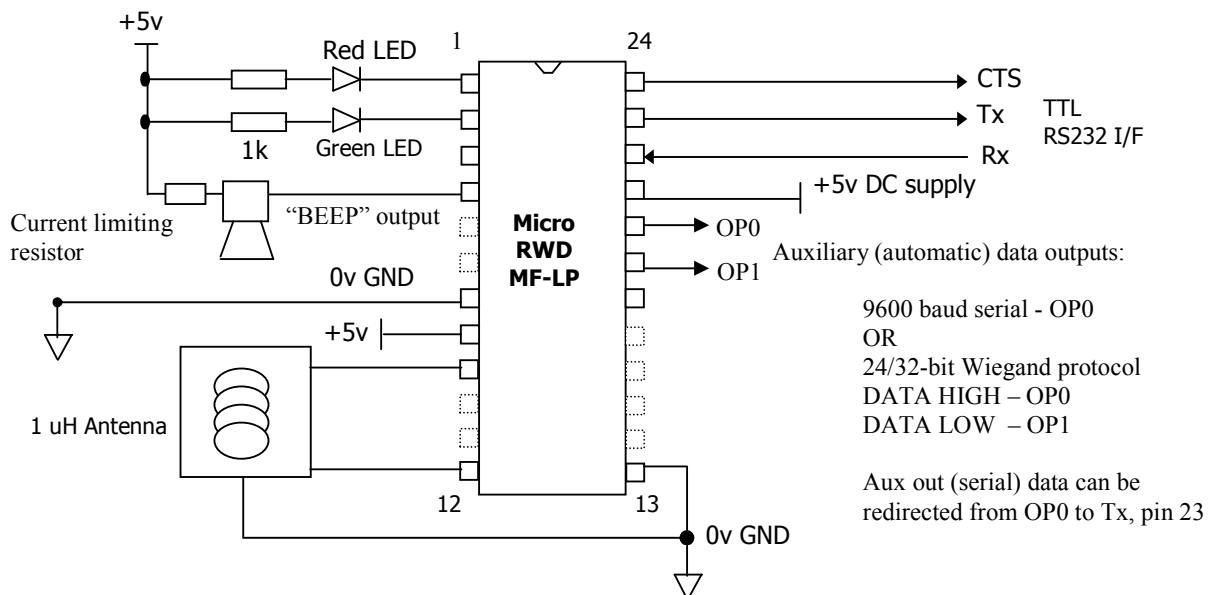 +5v
Red LED
1
24
CTS
Tx
TTL
RS232 I/F
1k
Green LED
Rx
+5v DC supply
Current limiting
resistor
“BEEP” output
Micro
RWD
MF-LP
OP0
OP1
Auxiliary (automatic) data outputs:
0v GND
9600 baud serial - OP0
OR
24/32-bit Wiegand protocol
DATA HIGH – OP0
DATA LOW – OP1
+5v
1 uH Antenna
12
13
Aux out (serial) data can be
redirected from OP0 to Tx, pin 23
0v GND